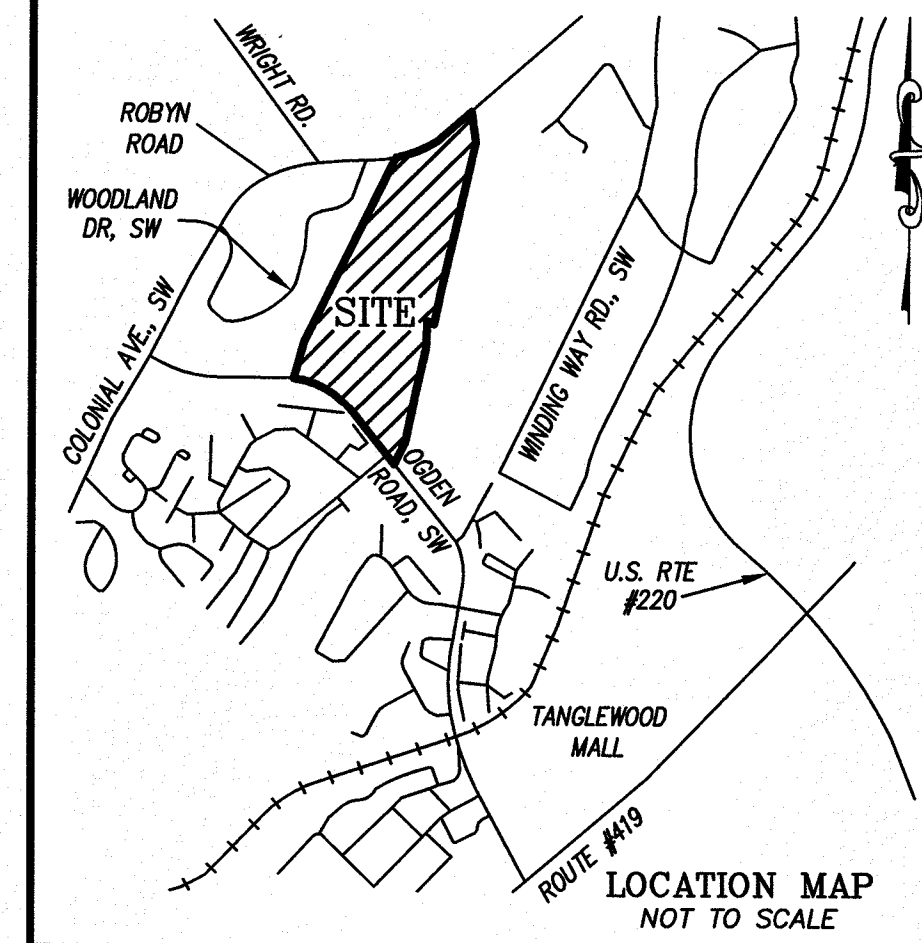 WRIGHT RD.
ROBYN
ROAD
WOODLAND
DR, SW
SITE
COLONIAL AVE., SW
WINDING WAY RD., SW
OGDEN
ROAD, SW
U.S. RTE
#220
TANGLEWOOD
MALL
ROUTE #419
LOCATION MAP
NOT TO SCALE